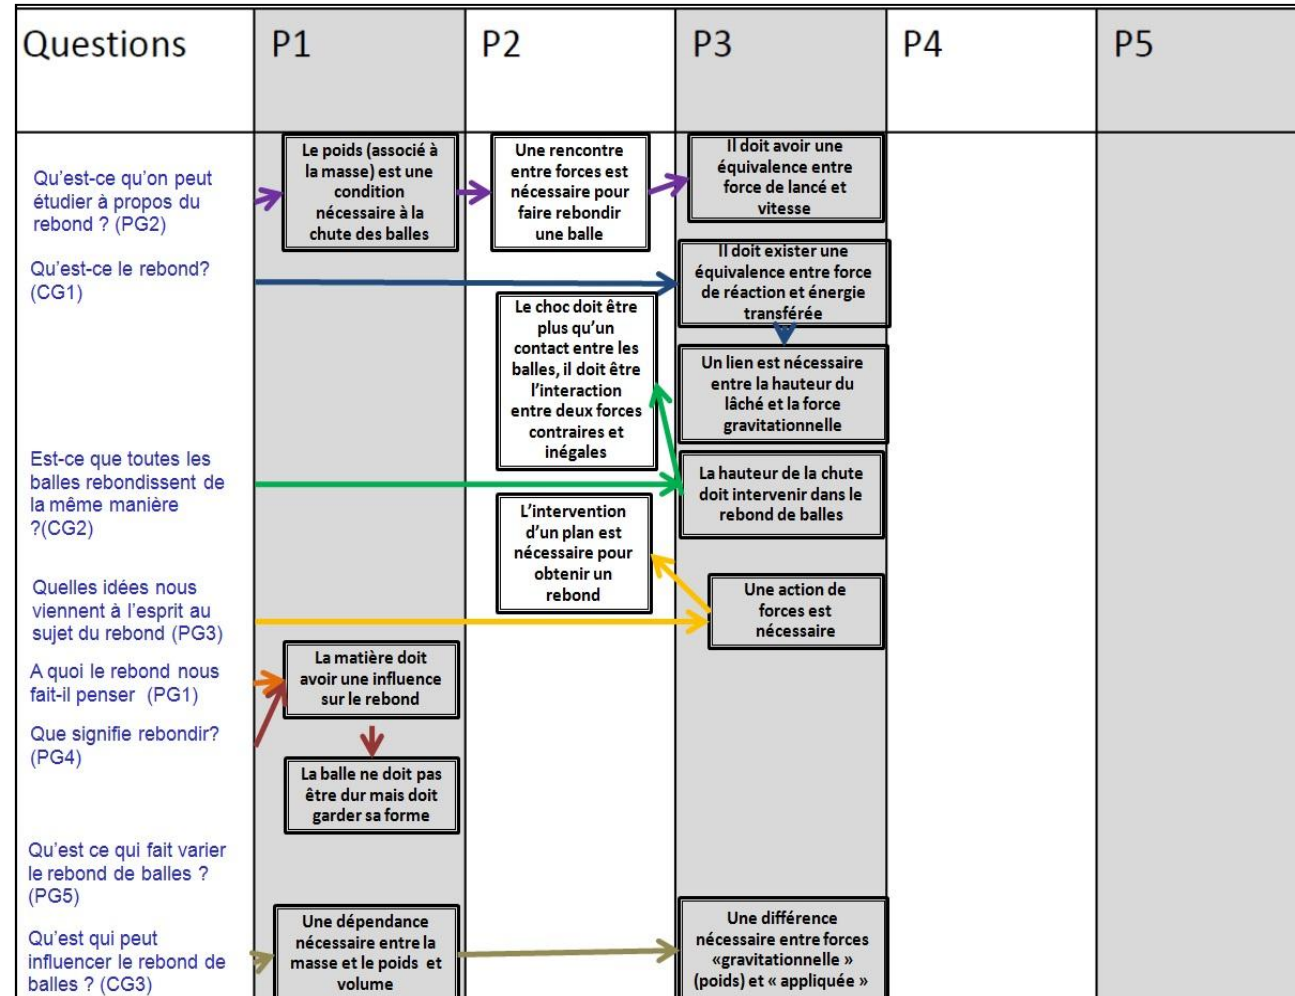 Questions
P1
P2
P3
P4
P5
Qu'est-ce qu'on peut
étudier à propos du
rebond ? (PG2)
Le poids (associé à
la masse) est une
condition
nécessaire à la
chute des balles
Une rencontre
entre forces est
nécessaire pour
faire rebondir
une balle
Il doit avoir une
équivalence entre
force de lancé et
vitesse
Qu'est-ce le rebond?
(CG1)
Il doit exister une
équivalence entre force
de réaction et énergie
transférée
Le choc doit être
plus qu'un
contact entre les
balles, il doit être
l'interaction
entre deux forces
contraires et
inégales
Un lien est nécessaire
entre la hauteur du
lâché et la force
gravitationnelle
Est-ce que toutes les
balles rebondissent de
la même manière
?(CG2)
La hauteur de la chute
doit intervenir dans le
rebond de balles
L'intervention
d'un plan est
nécessaire pour
obtenir un
rebond
Quelles idées nous
viennent à l'esprit au
sujet du rebond (PG3)
Une action de
forces est
nécessaire
A quoi le rebond nous
fait-il penser (PG1)
La matière doit
avoir une influence
sur le rebond
Que signifie rebondir?
(PG4)
La balle ne doit pas
être dur mais doit
garder sa forme
Qu'est ce qui fait varier
le rebond de balles ?
(PG5)
Qu'est qui peut
influencer le rebond de
balles ? (CG3)
Une dépendance
nécessaire entre la
masse et le poids et
volume
Une différence
nécessaire entre forces
«gravitationnelle »
(poids) et « appliquée »